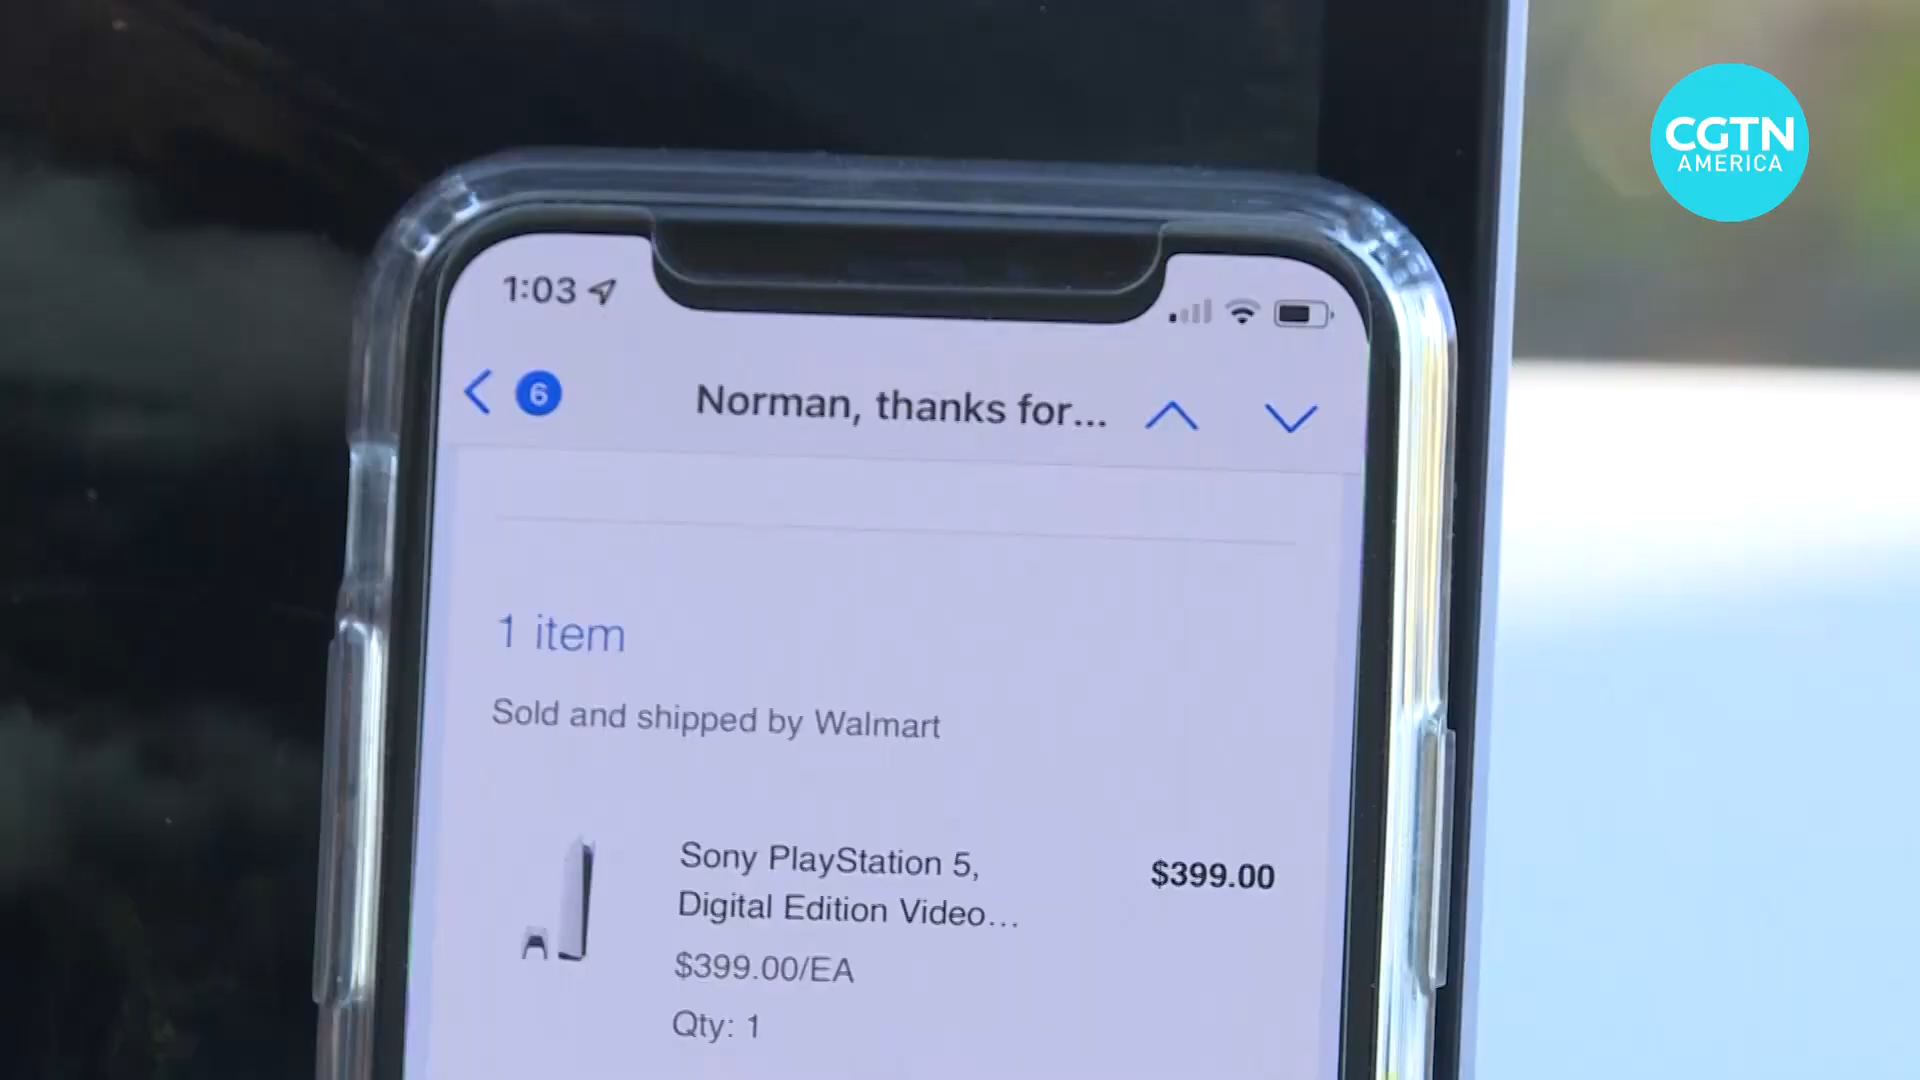 CGTN
AMERICA
1:03
6
Norman, thanks for...
1 item
Sold and shipped by Walmart
Sony PlayStation 5,
Digital Edition Video...
$399.00
$399.00/EA
Qty: 1